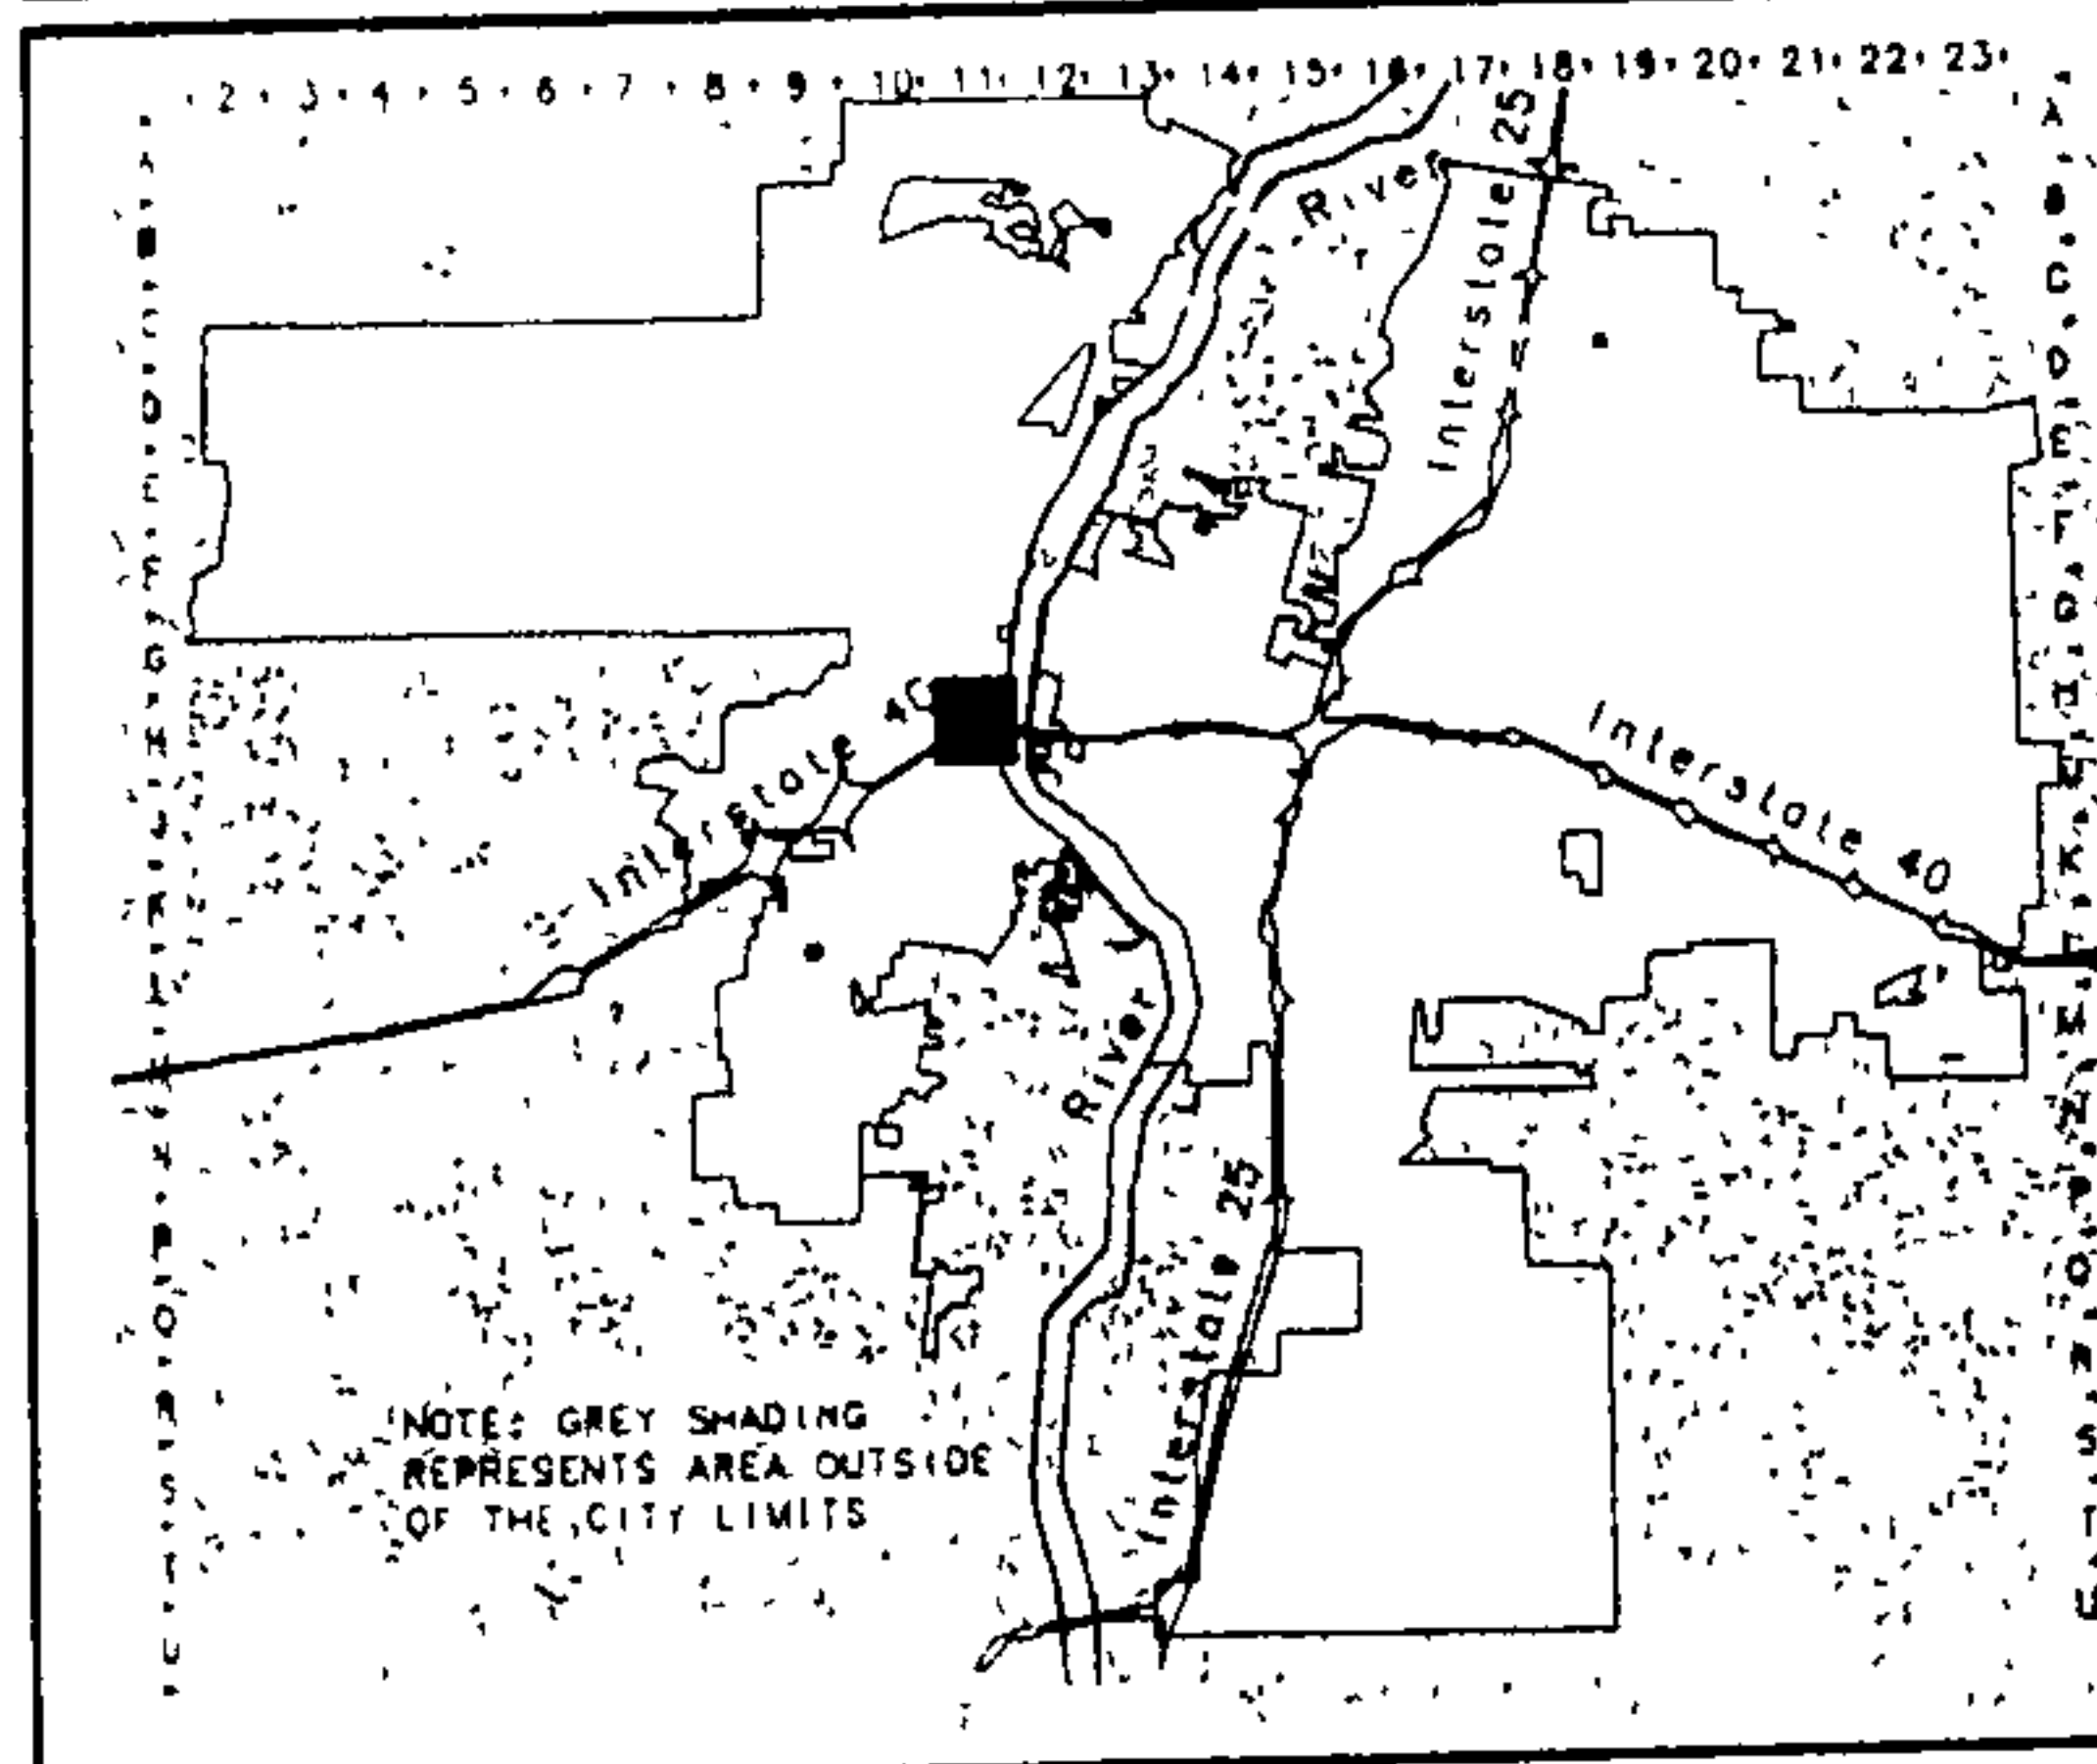 2 3 4 5 6 7 8 9 10 11 12 13 14 15 16 17 18 19 20 21 22 23
A
B
C
D
E
F
G
H
J
K
L
M
N
P
Q
R
S
T
U
River
Interstate 25
Interstate 40
Interstate 40
River
Interstate 25
NOTE: GREY SHADING
REPRESENTS AREA OUTSIDE
OF THE CITY LIMITS
A
B
C
D
E
F
G
H
J
K
L
M
N
P
Q
R
S
T
U